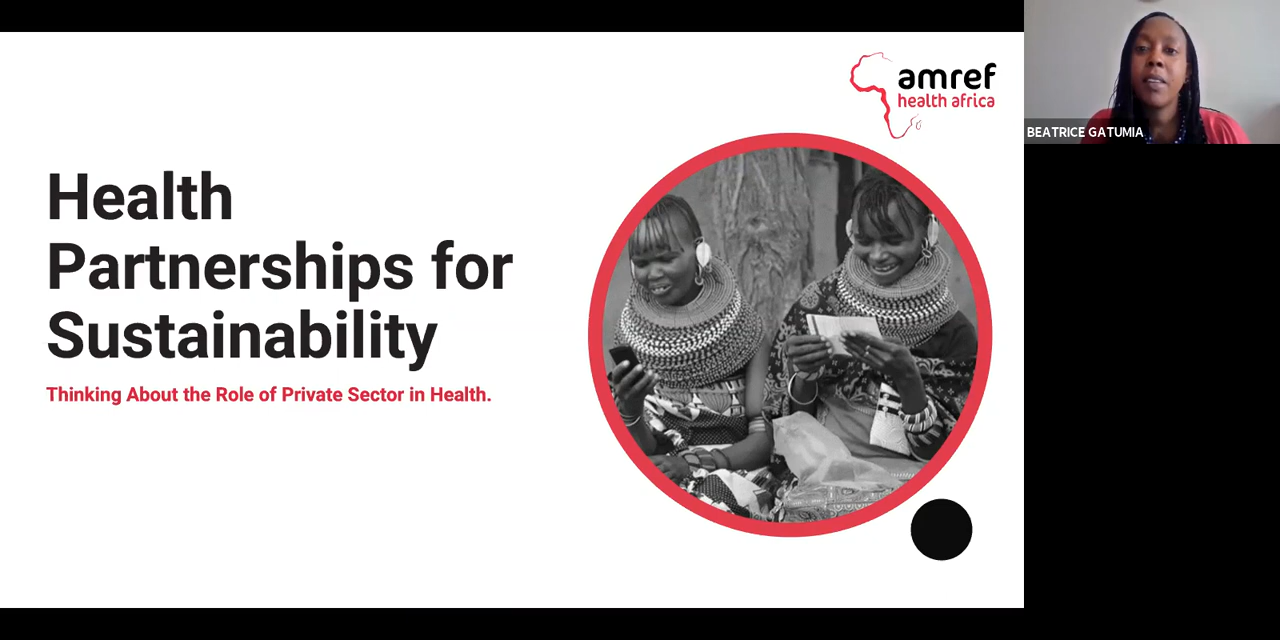 amref
health africa
Health
Partnerships for
Sustainability
Thinking About the Role of Private Sector in Health.
BEATRICE GATUMIA